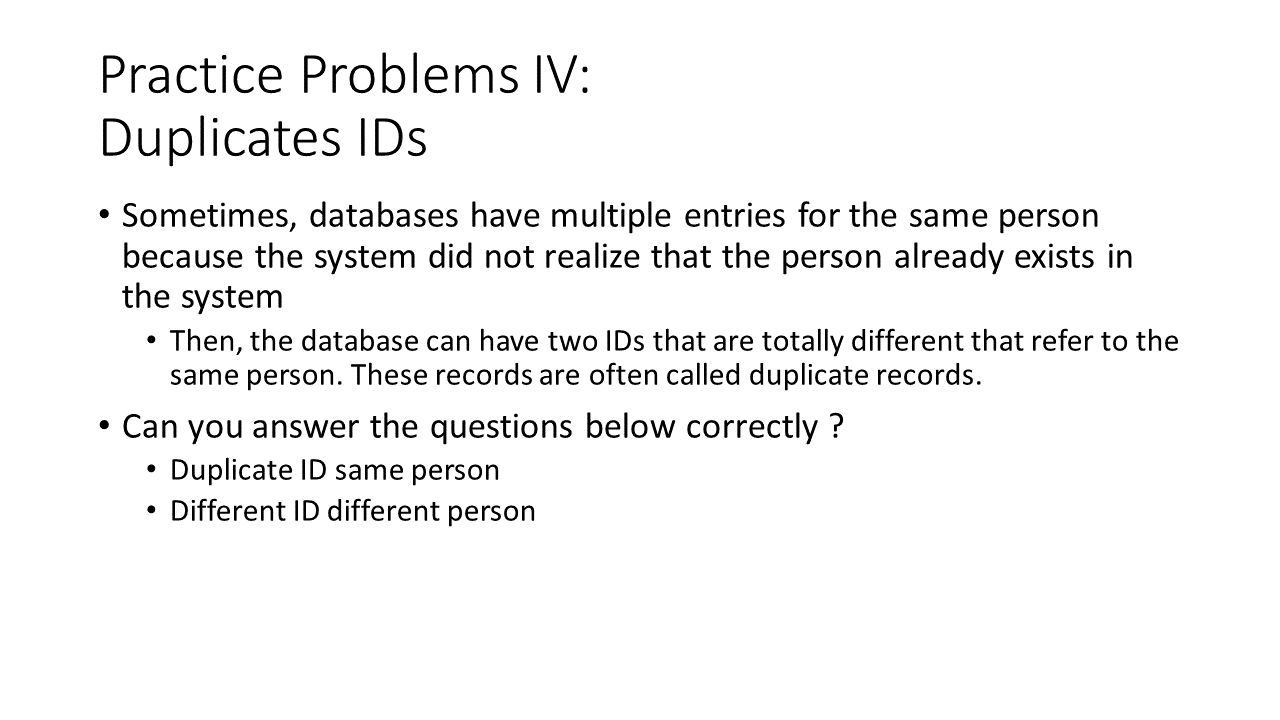 Practice Problems IV:
Duplicates IDs
• Sometimes, databases have multiple entries for the same person
because the system did not realize that the person already exists in
the system
• Then, the database can have two IDs that are totally different that refer to the
same person. These records are often called duplicate records.
• Can you answer the questions below correctly ?
• Duplicate ID same person
• Different ID different person